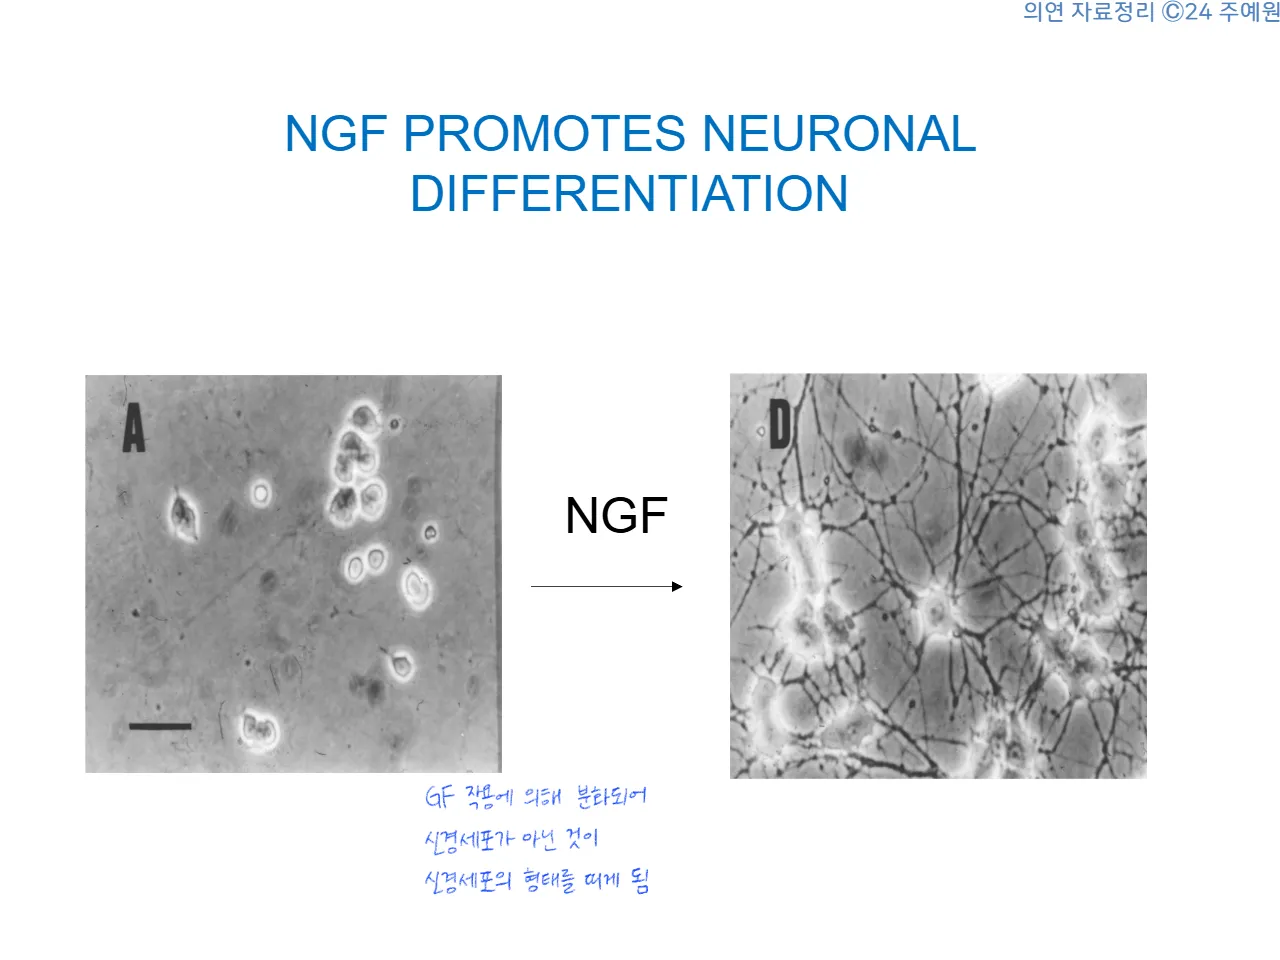 의연 자료정리 ©24 주예원
NGF PROMOTES NEURONAL
DIFFERENTIATION
A
D
NGF
GF 작용에 의해 분화되어
신경세포가 아닌 것이
신경세포의 형태를 띠게 됨